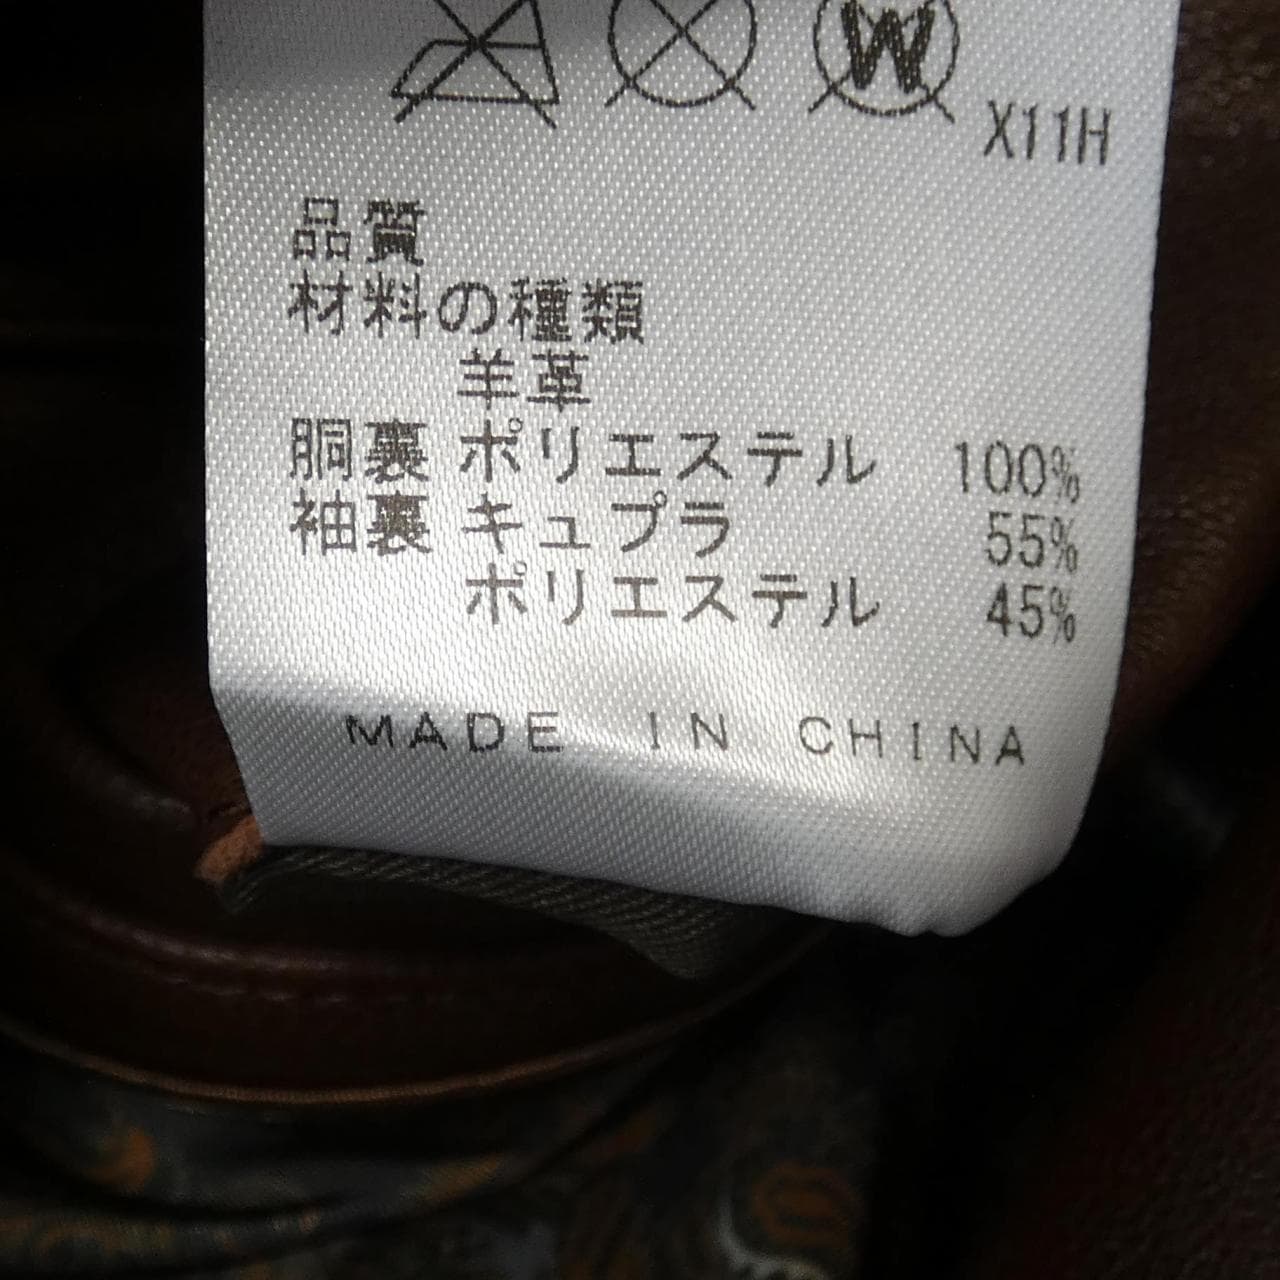 W
X11H
品質
材料の種類
羊革
胴裏 ポリエステル 100%
袖裏 キュプラ 55%
ポリエステル 45%
MADE IN CHINA